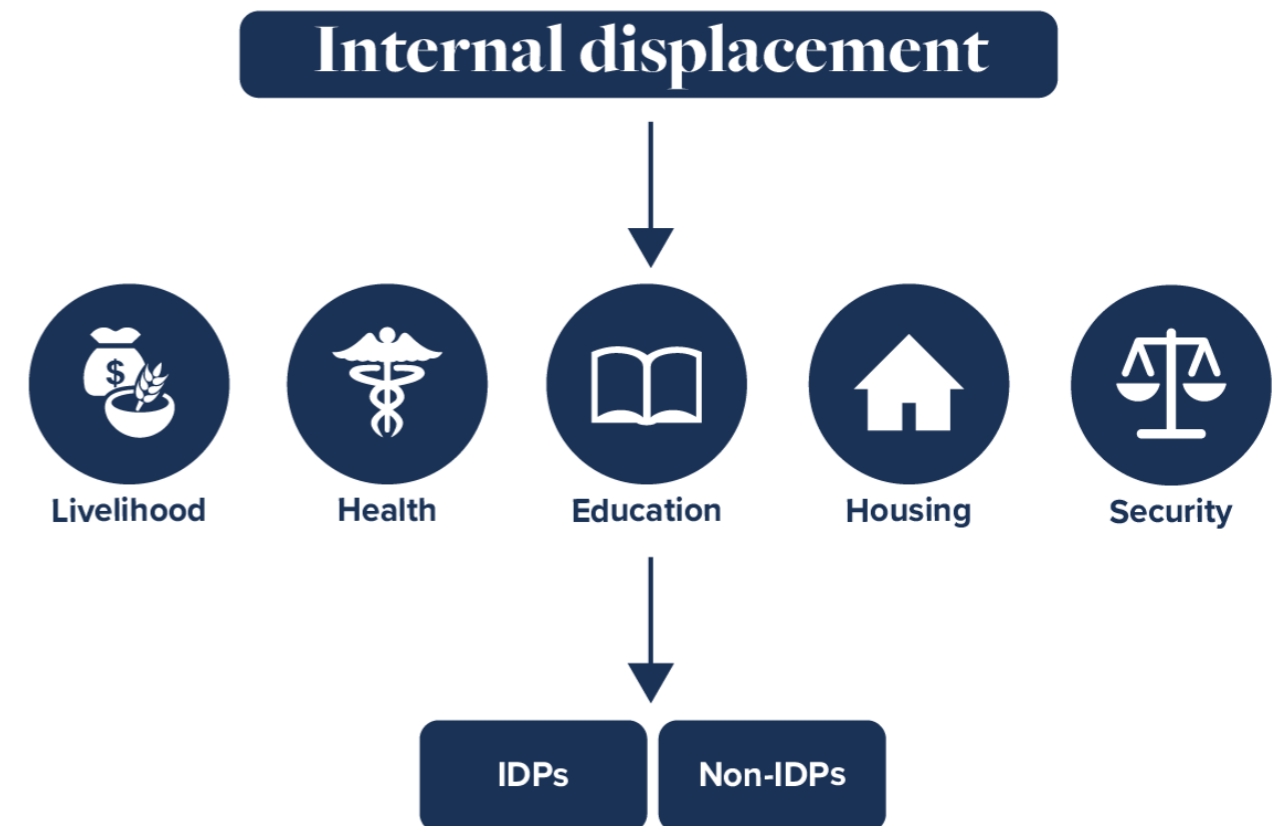 Internal displacement
$
Livelihood
Health
Education
Housing
Security
IDPs
Non-IDPs